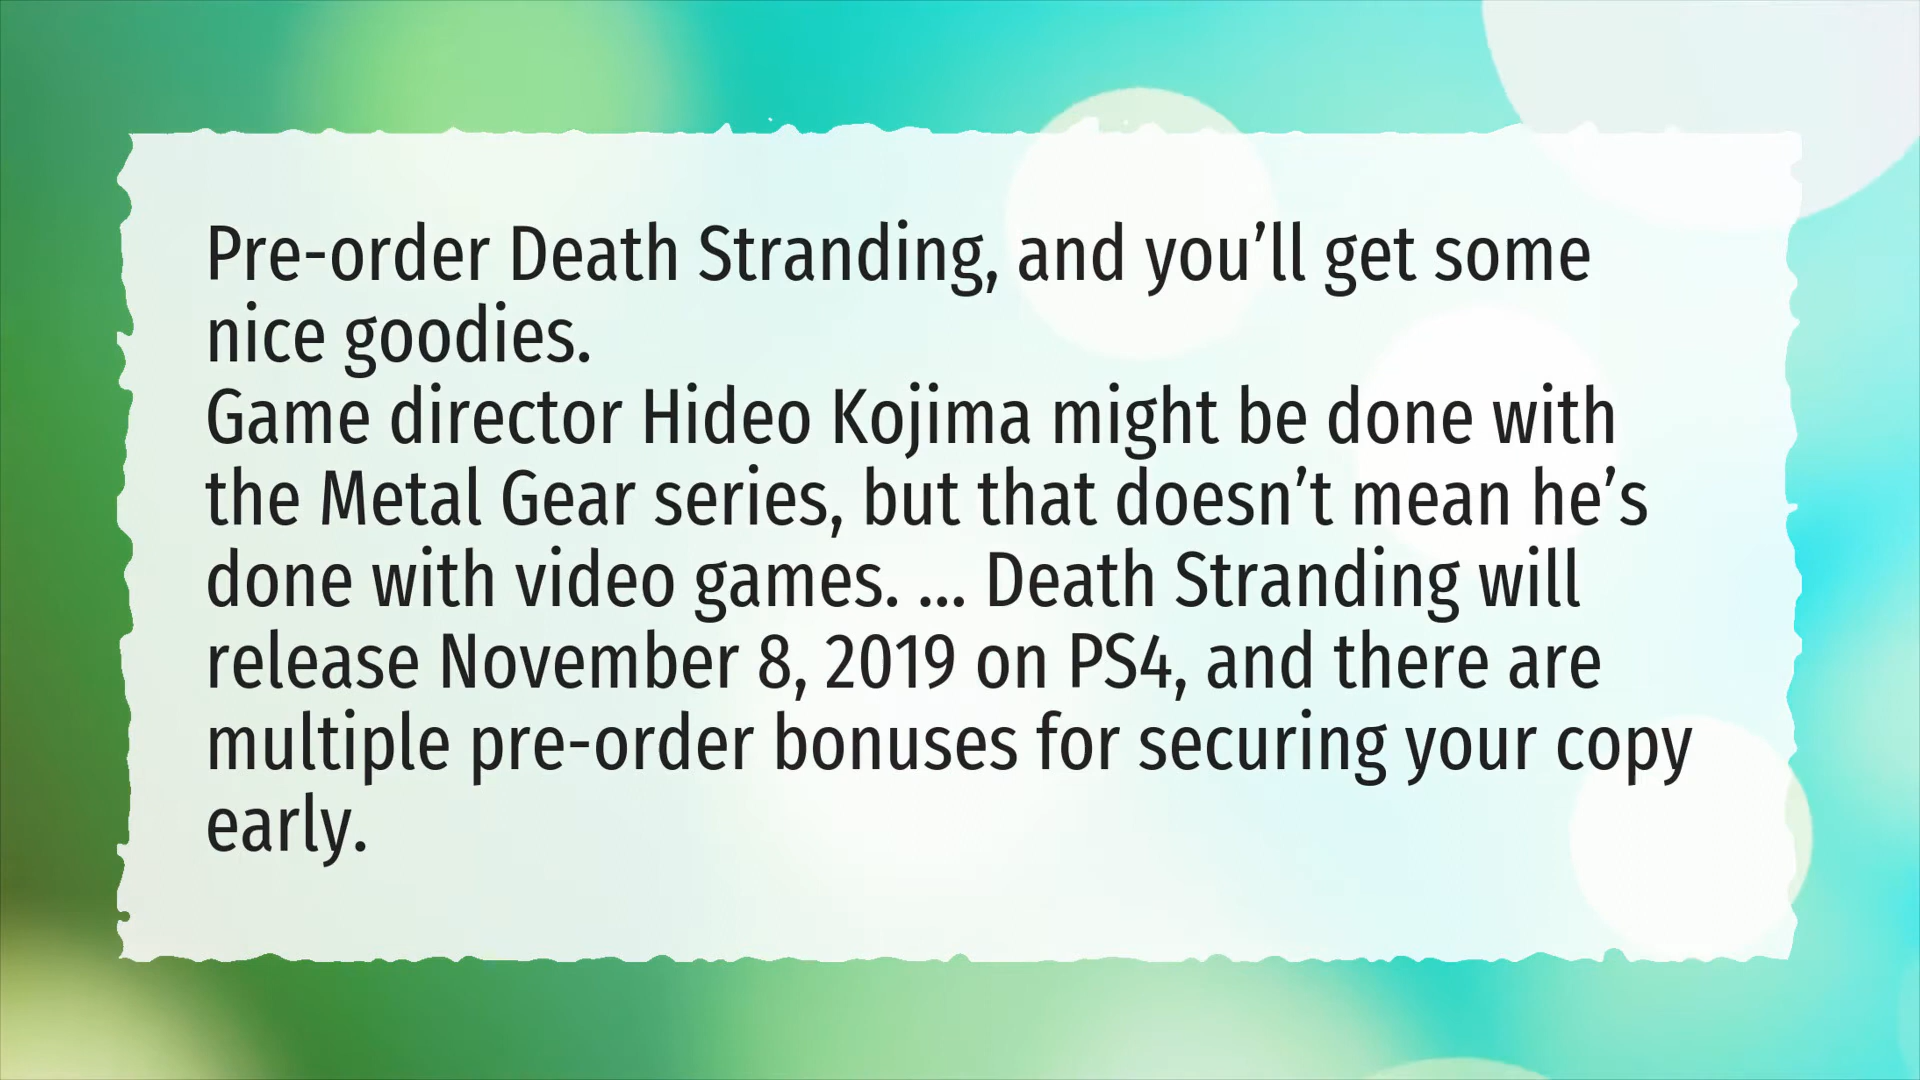 Pre-order Death Stranding, and you’ll get some
nice goodies.
Game director Hideo Kojima might be done with
the Metal Gear series, but that doesn’t mean he’s
done with video games. ... Death Stranding will
release November 8, 2019 on PS4, and there are
multiple pre-order bonuses for securing your copy
early.